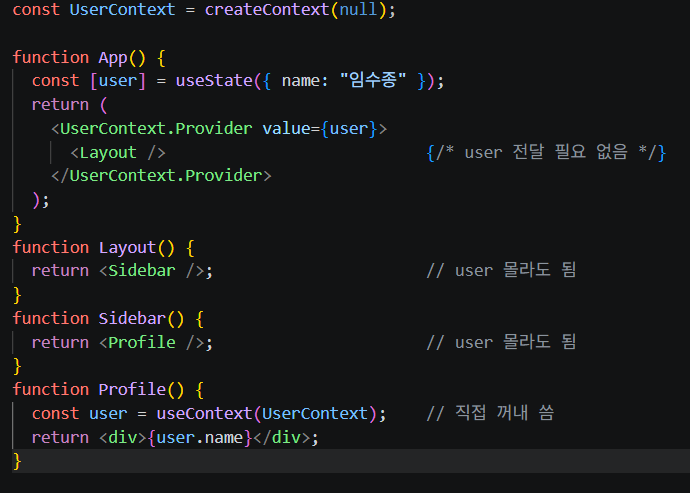 const UserContext = createContext(null);
function App() {
const [user] = useState({ name: "임수종" });
return (
<UserContext.Provider value={user}>
<Layout /> {/* user 전달 필요 없음 */}
</UserContext.Provider>
);
}
function Layout() {
return <Sidebar />; // user 몰라도 됨
}
function Sidebar() {
return <Profile />; // user 몰라도 됨
}
function Profile() {
const user = useContext(UserContext); // 직접 꺼내 씀
return <div>{user.name}</div>;
}